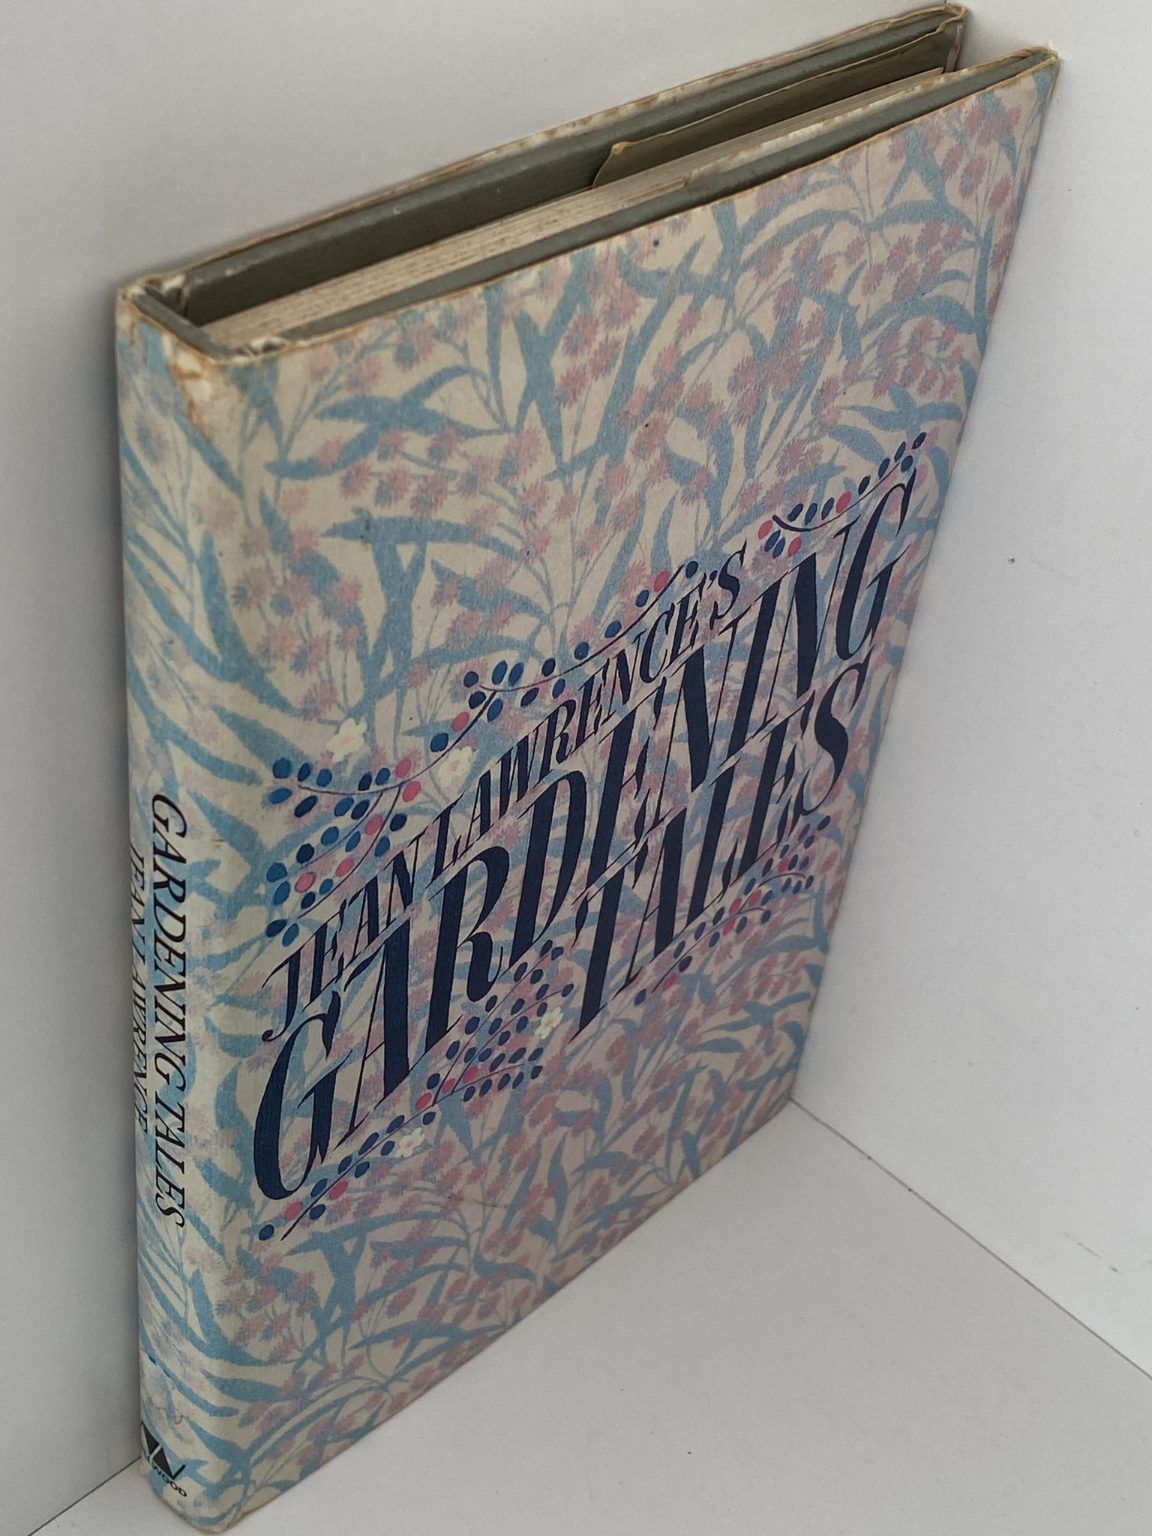 JEAN LAWRENCE'S
GARDENING
TALES
GARDENING TALES
JEAN LAWRENCE